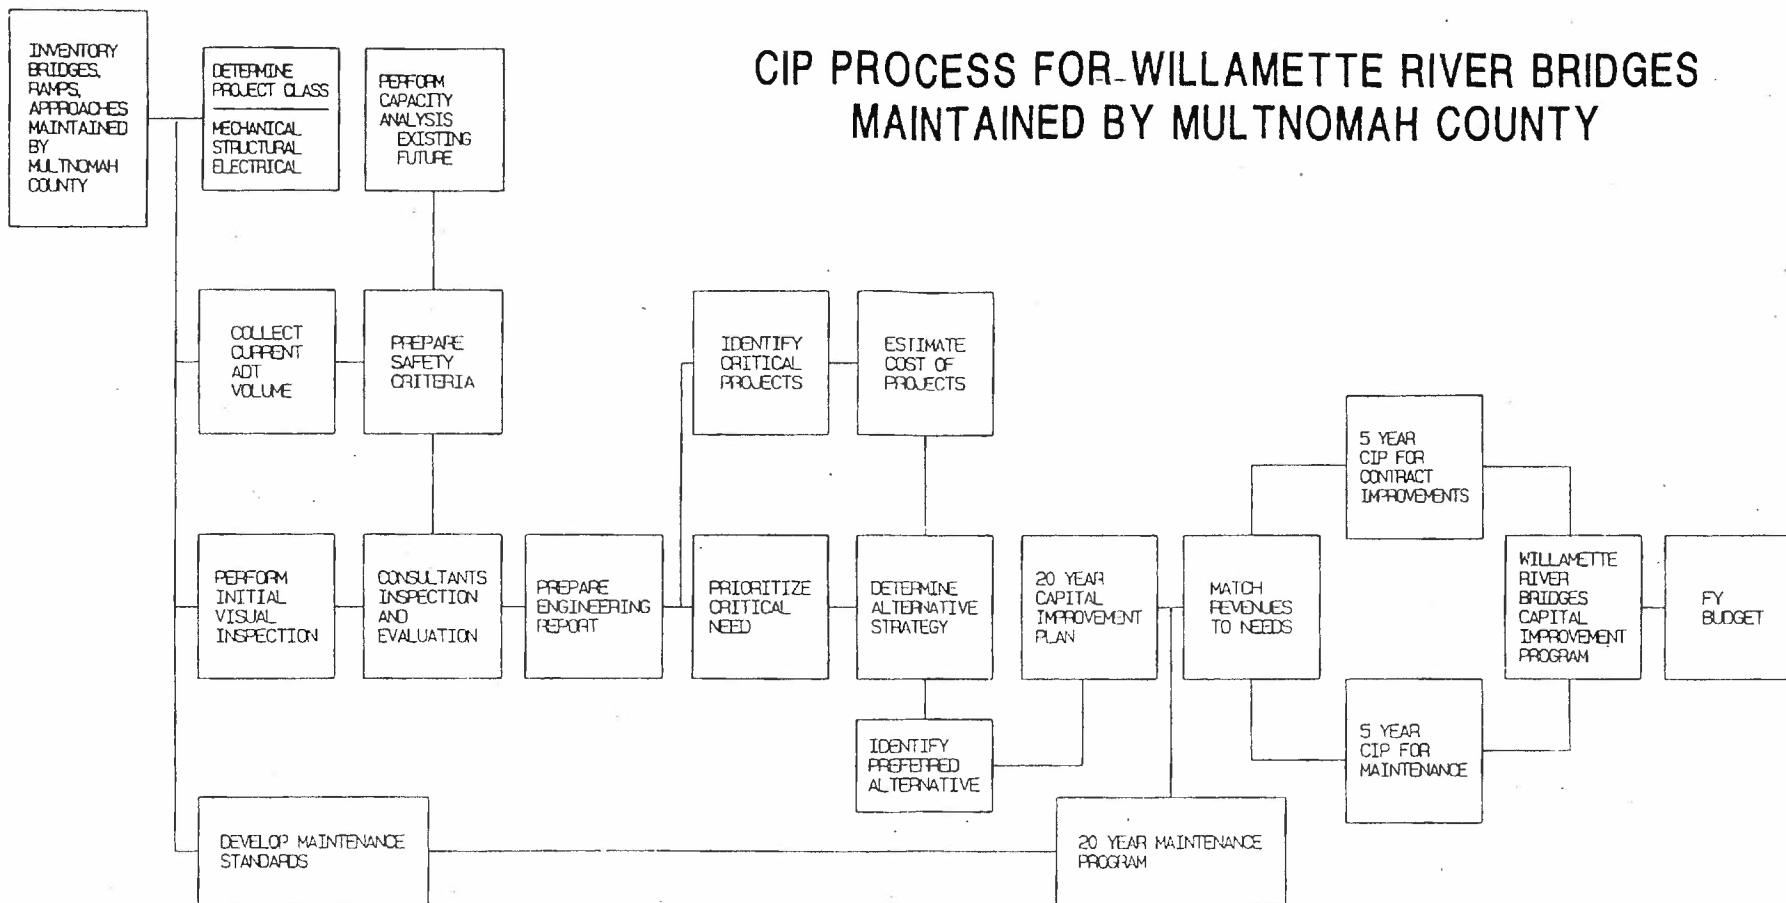 CIP PROCESS FOR WILLAMETTE RIVER BRIDGES
MAINTAINED BY MULTNOMAH COUNTY
INVENTORY
BRIDGES,
RAMPS,
APPROACHES
MAINTAINED
BY
MULTNOMAH
COUNTY
DETERMINE
PROJECT CLASS
MECHANICAL
STRUCTURAL
ELECTRICAL
PERFORM
CAPACITY
ANALYSIS
EXISTING
FUTURE
COLLECT
CURRENT
ADT
VOLUME
PREPARE
SAFETY
CRITERIA
IDENTIFY
CRITICAL
PROJECTS
ESTIMATE
COST OF
PROJECTS
5 YEAR
CIP FOR
CONTRACT
IMPROVEMENTS
PERFORM
INITIAL
VISUAL
INSPECTION
CONSULTANTS
INSPECTION
AND
EVALUATION
PREPARE
ENGINEERING
REPORT
PRIORITIZE
CRITICAL
NEED
DETERMINE
ALTERNATIVE
STRATEGY
20 YEAR
CAPITAL
IMPROVEMENT
PLAN
MATCH
REVENUES
TO NEEDS
WILLAMETTE
RIVER
BRIDGES
CAPITAL
IMPROVEMENT
PROGRAM
FY
BUDGET
IDENTIFY
PREFERRED
ALTERNATIVE
5 YEAR
CIP FOR
MAINTENANCE
DEVELOP MAINTENANCE
STANDARDS
20 YEAR MAINTENANCE
PROGRAM